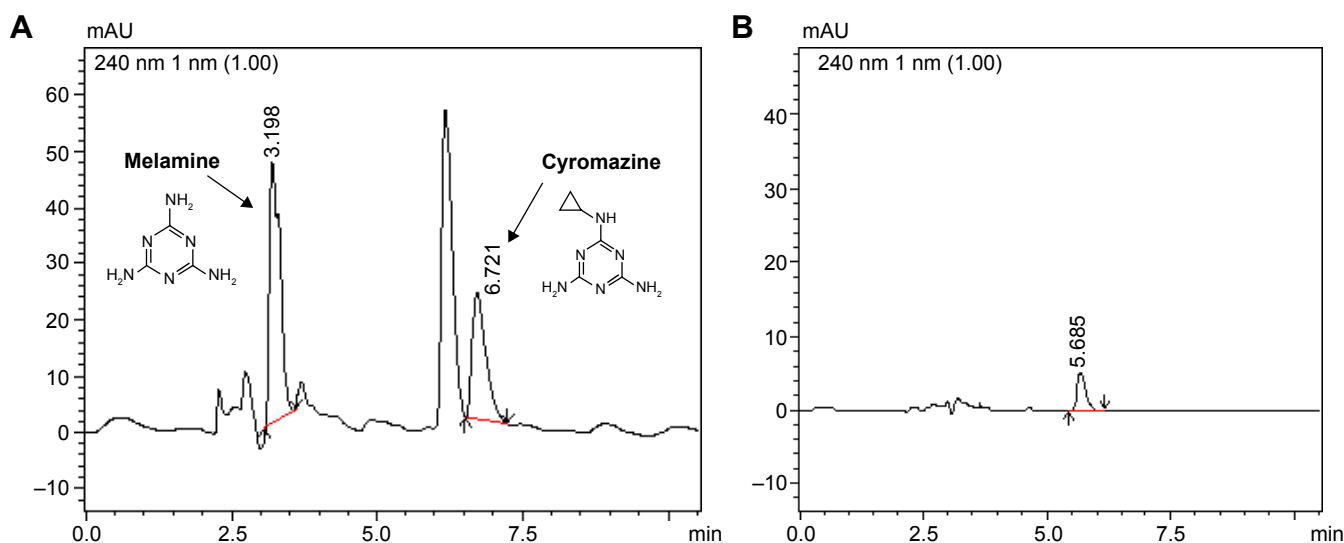 A
mAU
240 nm 1 nm (1.00)
60
50
40
30
20
10
0
–10
3.198
Melamine
NH2
N
N
H2N
N
NH2
Cyromazine
6.721
NH
N
N
H2N
N
NH2
0.0
2.5
5.0
7.5
min
B
mAU
240 nm 1 nm (1.00)
40
30
20
10
0
–10
5.685
0.0
2.5
5.0
7.5
min